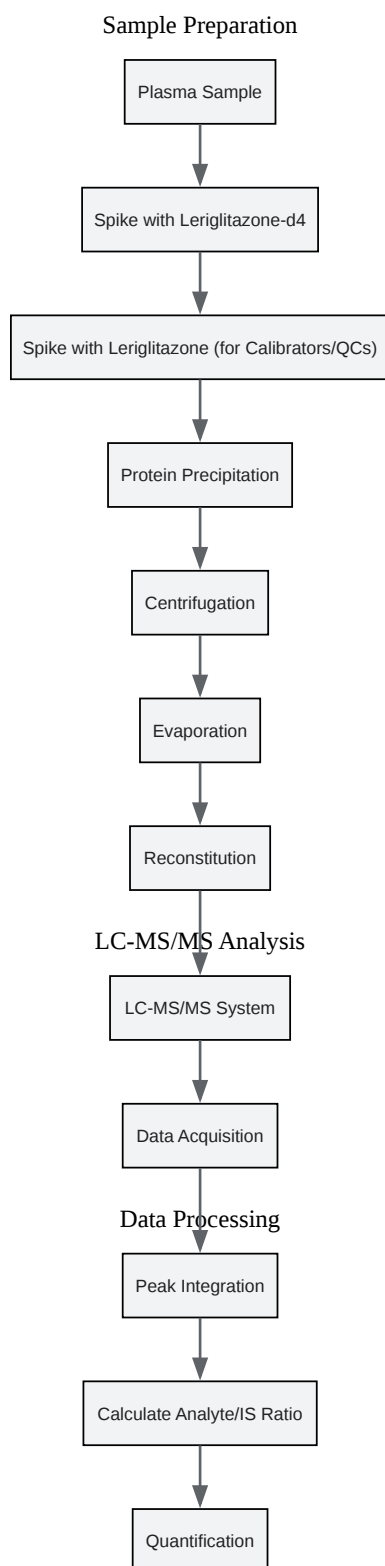 Sample Preparation
Plasma Sample
Spike with Leriglitazone-d4
Spike with Leriglitazone (for Calibrators/QCs)
Protein Precipitation
Centrifugation
Evaporation
Reconstitution
LC-MS/MS Analysis
LC-MS/MS System
Data Acquisition
Data Processing
Peak Integration
Calculate Analyte/IS Ratio
Quantification